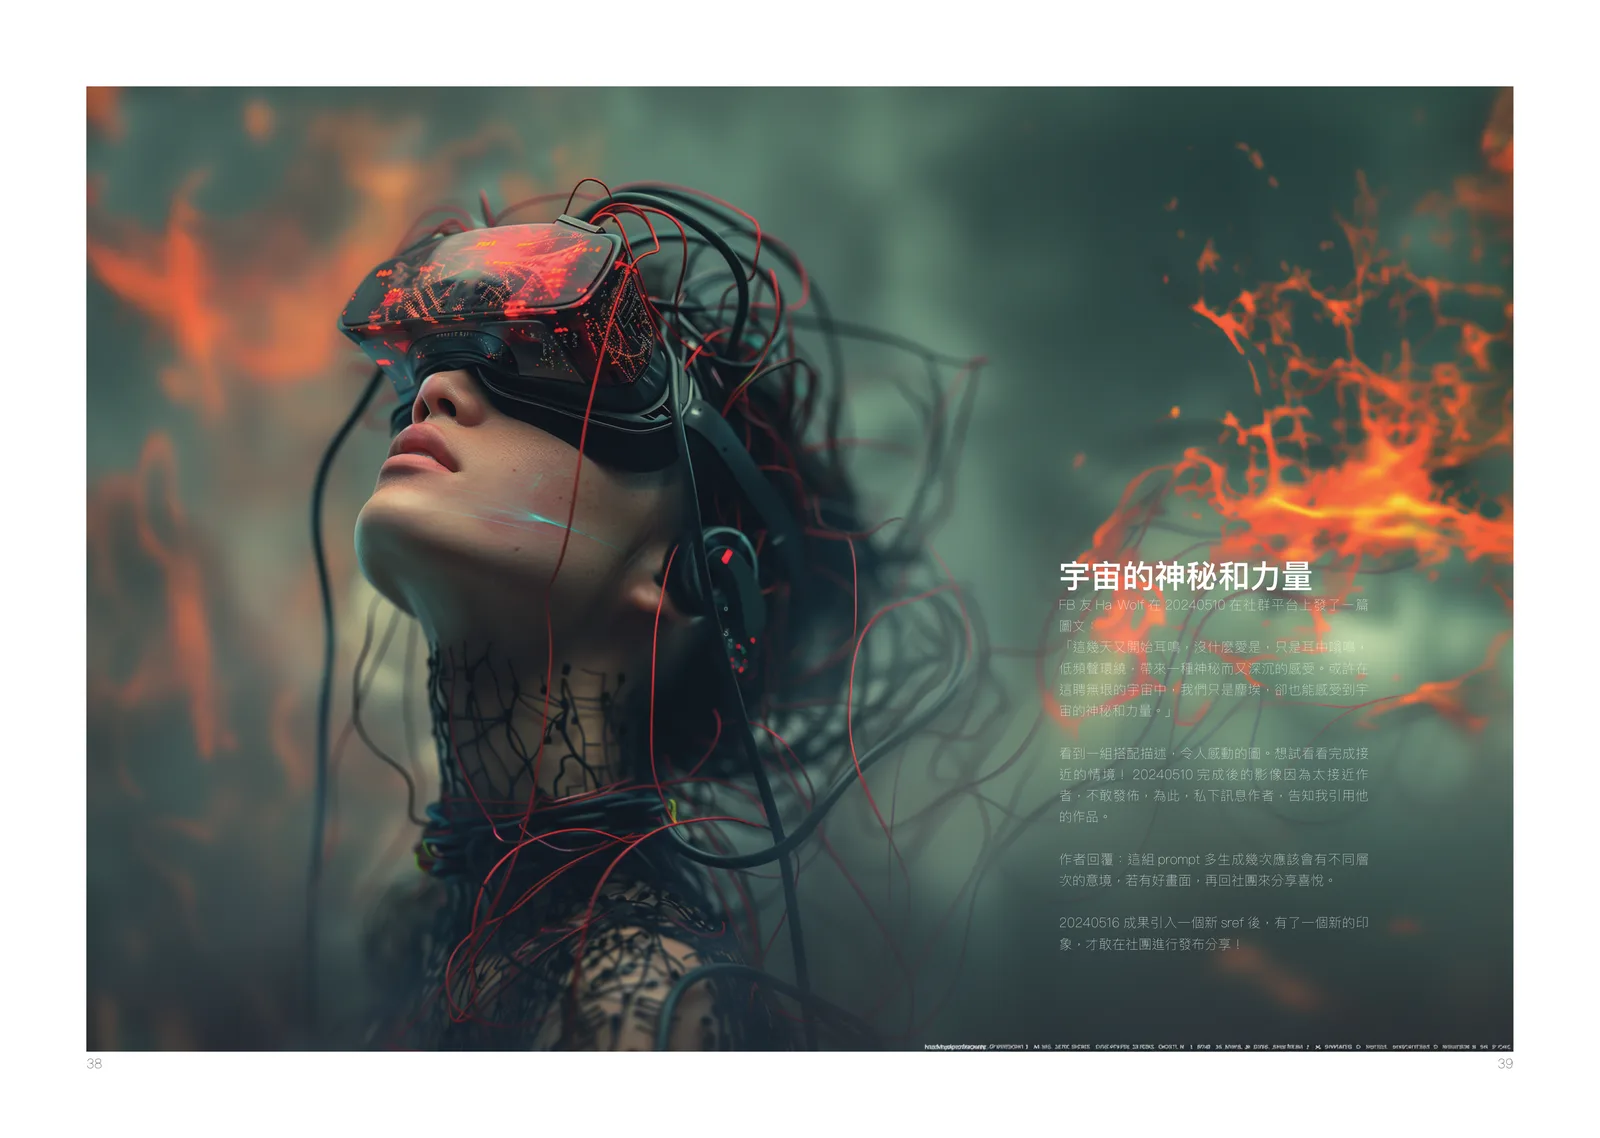 宇宙的神秘和力量
FB 友 Ha Wolf 在 20240510 在社群平台上發了一篇
圖文：
「這幾天又開始耳鳴，沒什麼愛是，只是耳中嗡鳴，
低頻聲環繞，帶來一種神秘而又深沉的感受。或許在
這聘無垠的宇宙中，我們只是塵埃，卻也能感受到宇
宙的神秘和力量。」
看到一組搭配描述，令人感動的圖。想試看看完成接
近的情境！ 20240510 完成後的影像因為太接近作
者，不敢發佈，為此，私下訊息作者，告知我引用他
的作品。
作者回覆：這組 prompt 多生成幾次應該會有不同層
次的意境，若有好畫面，再回社團來分享喜悅。
20240516 成果引入一個新 sref 後，有了一個新的印
象，才敢在社團進行發布分享！
38
39